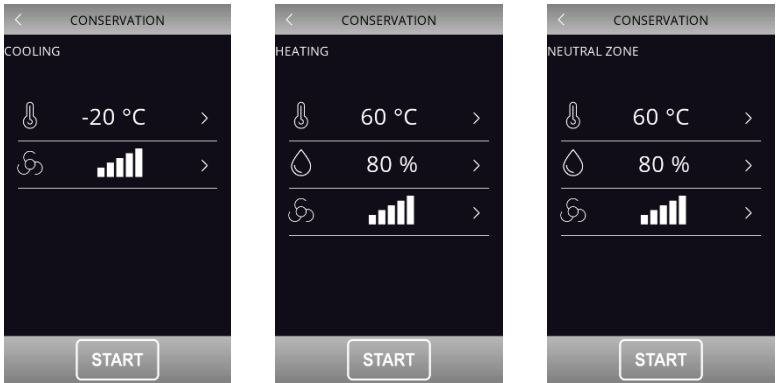 CONSERVATION
COOLING
-20 °C
START
CONSERVATION
HEATING
60 °C
80 %
START
CONSERVATION
NEUTRAL ZONE
60 °C
80 %
START